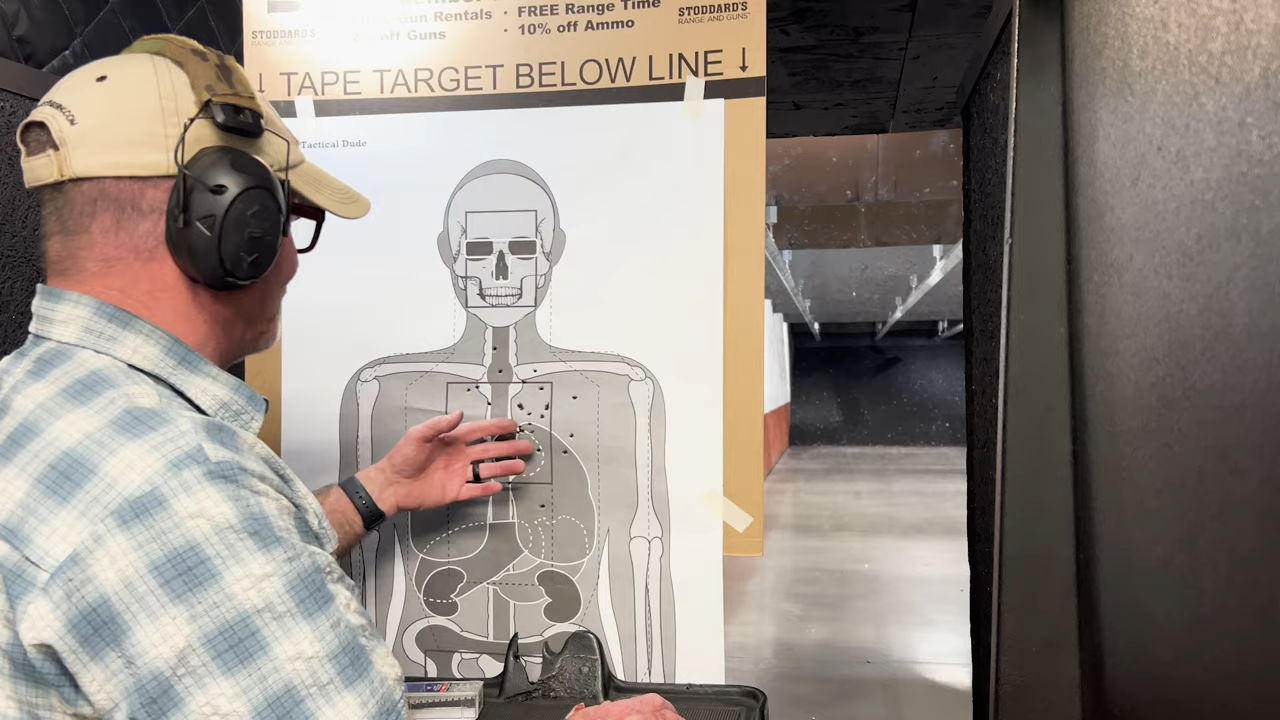 • FREE Range Time
Gun Rentals
• 10% off Ammo
off Guns
STODDARD'S
RANGE AND GUNS
STODDARD'S
RANGE AND GUNS
↓ TAPE TARGET BELOW LINE ↓
Tactical Dude